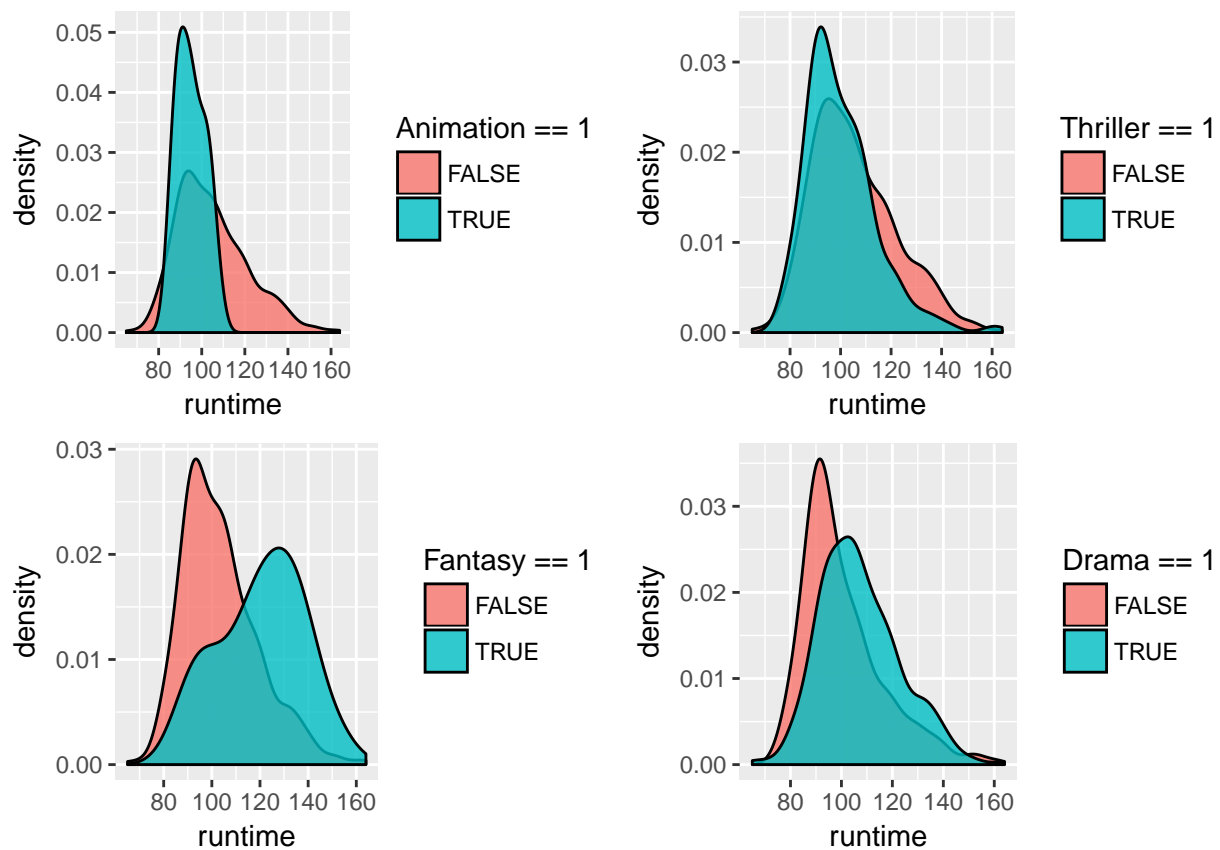 0.05
0.04
0.03
0.02
0.01
0.00
density
80 100 120 140 160
runtime
Animation == 1
FALSE
TRUE
0.03
0.02
0.01
0.00
density
80 100 120 140 160
runtime
Thriller == 1
FALSE
TRUE
0.03
0.02
0.01
0.00
density
80 100 120 140 160
runtime
Fantasy == 1
FALSE
TRUE
0.03
0.02
0.01
0.00
density
80 100 120 140 160
runtime
Drama == 1
FALSE
TRUE